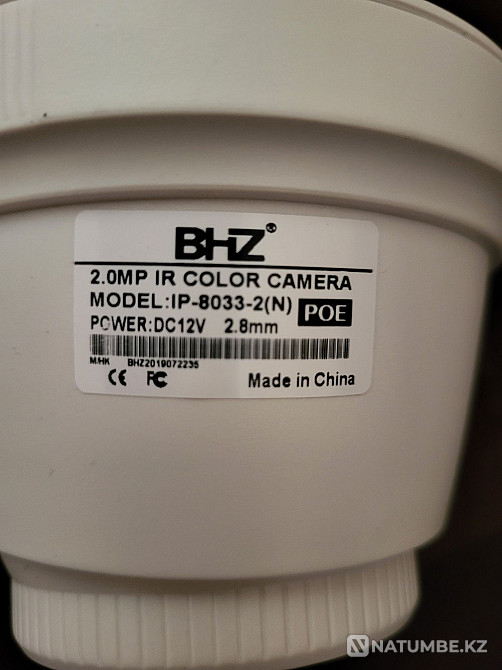 BHZ®
2.0MP IR COLOR CAMERA
MODEL:IP-8033-2(N) POE
POWER:DC12V 2.8mm
M/HK BHZ2019072235
CE FC Made in China
NATUMBE.KZ